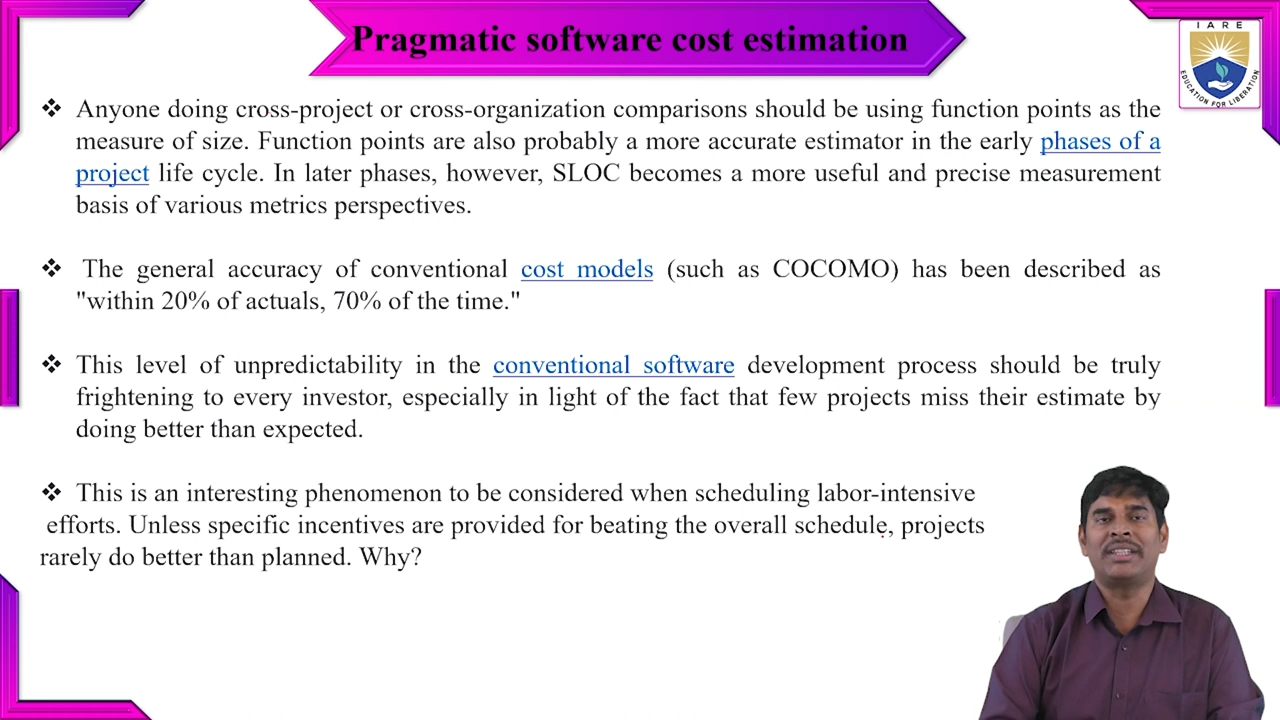 Pragmatic software cost estimation
IARE
EDUCATION FOR LIBERATION
❖ Anyone doing cross-project or cross-organization comparisons should be using function points as the
measure of size. Function points are also probably a more accurate estimator in the early phases of a
project life cycle. In later phases, however, SLOC becomes a more useful and precise measurement
basis of various metrics perspectives.
❖ The general accuracy of conventional cost models (such as COCOMO) has been described as
"within 20% of actuals, 70% of the time."
❖ This level of unpredictability in the conventional software development process should be truly
frightening to every investor, especially in light of the fact that few projects miss their estimate by
doing better than expected.
❖ This is an interesting phenomenon to be considered when scheduling labor-intensive
efforts. Unless specific incentives are provided for beating the overall schedule, projects
rarely do better than planned. Why?